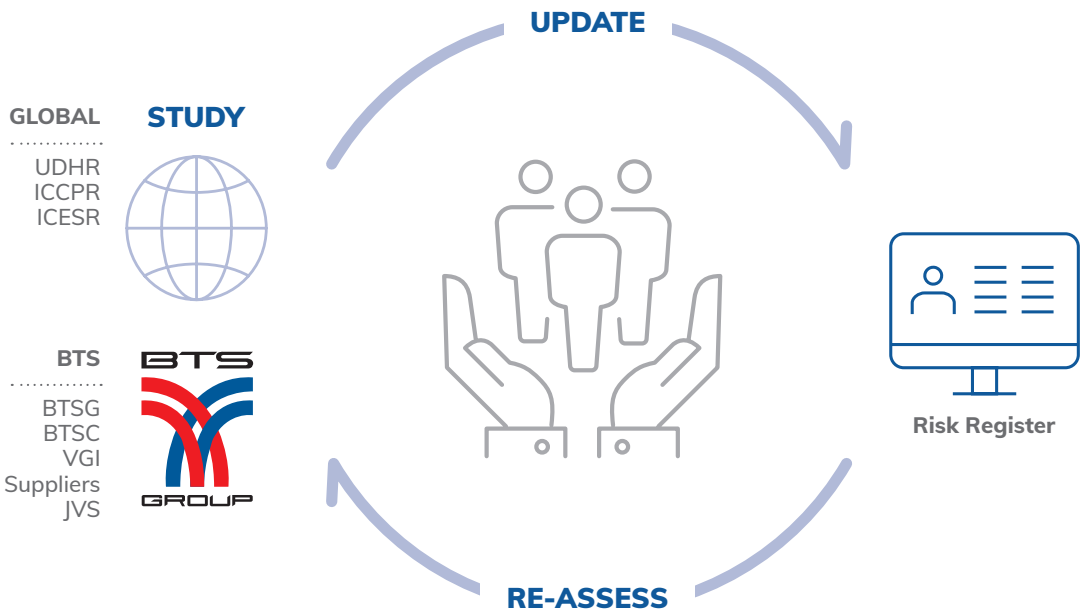 UPDATE
GLOBAL
STUDY
UDHR
ICCPR
ICESR
BTS
BTSG
BTSC
VGI
Suppliers
JVS
BTS
GROUP
Risk Register
RE-ASSESS